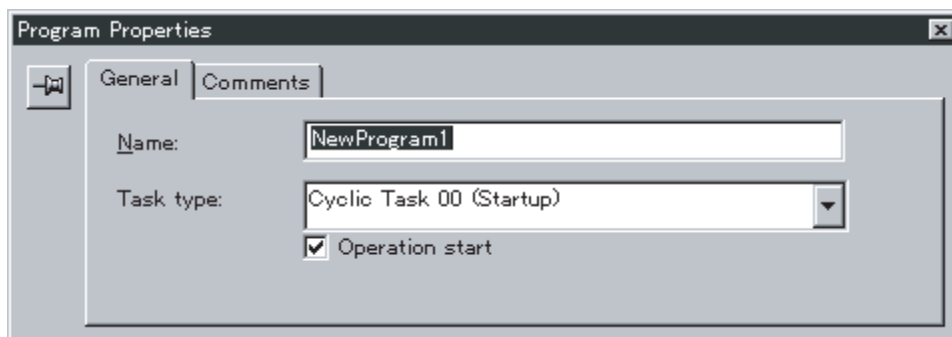 Program Properties
General Comments
Name: NewProgram1
Task type: Cyclic Task 00 (Startup)
Operation start